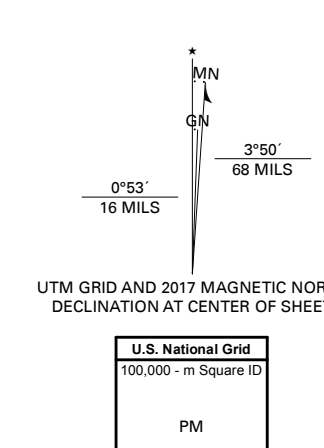 ★
MN
GN
3°50´
68 MILS
0°53´
16 MILS
UTM GRID AND 2017 MAGNETIC NOR
DECLINATION AT CENTER OF SHEET
U.S. National Grid
100,000 - m Square ID
PM